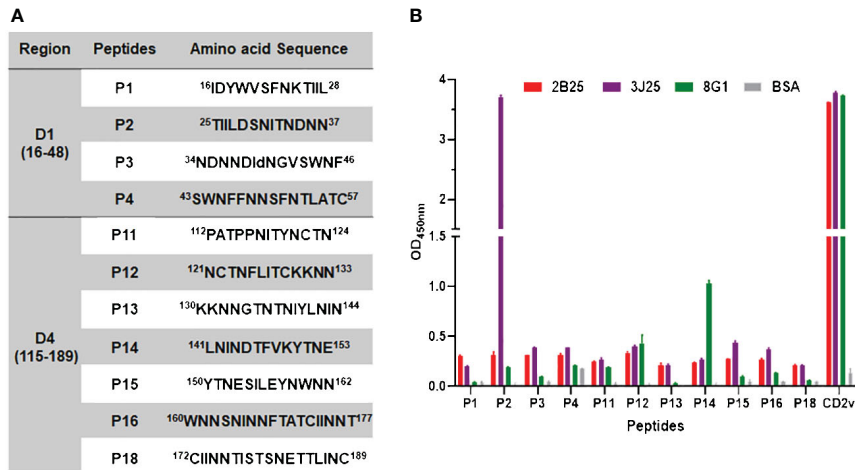 A
Region Peptides Amino acid Sequence
D1
(16-48)
P1 ¹⁶IDYWVSFNKTIIL²⁸
P2 ²⁵TIILDSNITNDNN³⁷
P3 ³⁴NDNNDIdNGVSWNF⁴⁶
P4 ⁴³SWNFFNNSFNTLATC⁵⁷
D4
(115-189)
P11 ¹¹²PATPPNITYNCTN¹²⁴
P12 ¹²¹NCTNFLITCKKNN¹³³
P13 ¹³⁰KKNNGTNTNIYLNIN¹⁴⁴
P14 ¹⁴¹LNINDTFVKYTNE¹⁵³
P15 ¹⁵⁰YTNESILEYNWNN¹⁶²
P16 ¹⁶⁰WNNSNINNFTATCIINNT¹⁷⁷
P18 ¹⁷²CIINNTISTSNETTLINC¹⁸⁹
B
2B25 3J25 8G1 BSA
OD450nm
4
3
2
1.5
1.0
0.5
0.0
P1 P2 P3 P4 P11 P12 P13 P14 P15 P16 P18 CD2v
Peptides